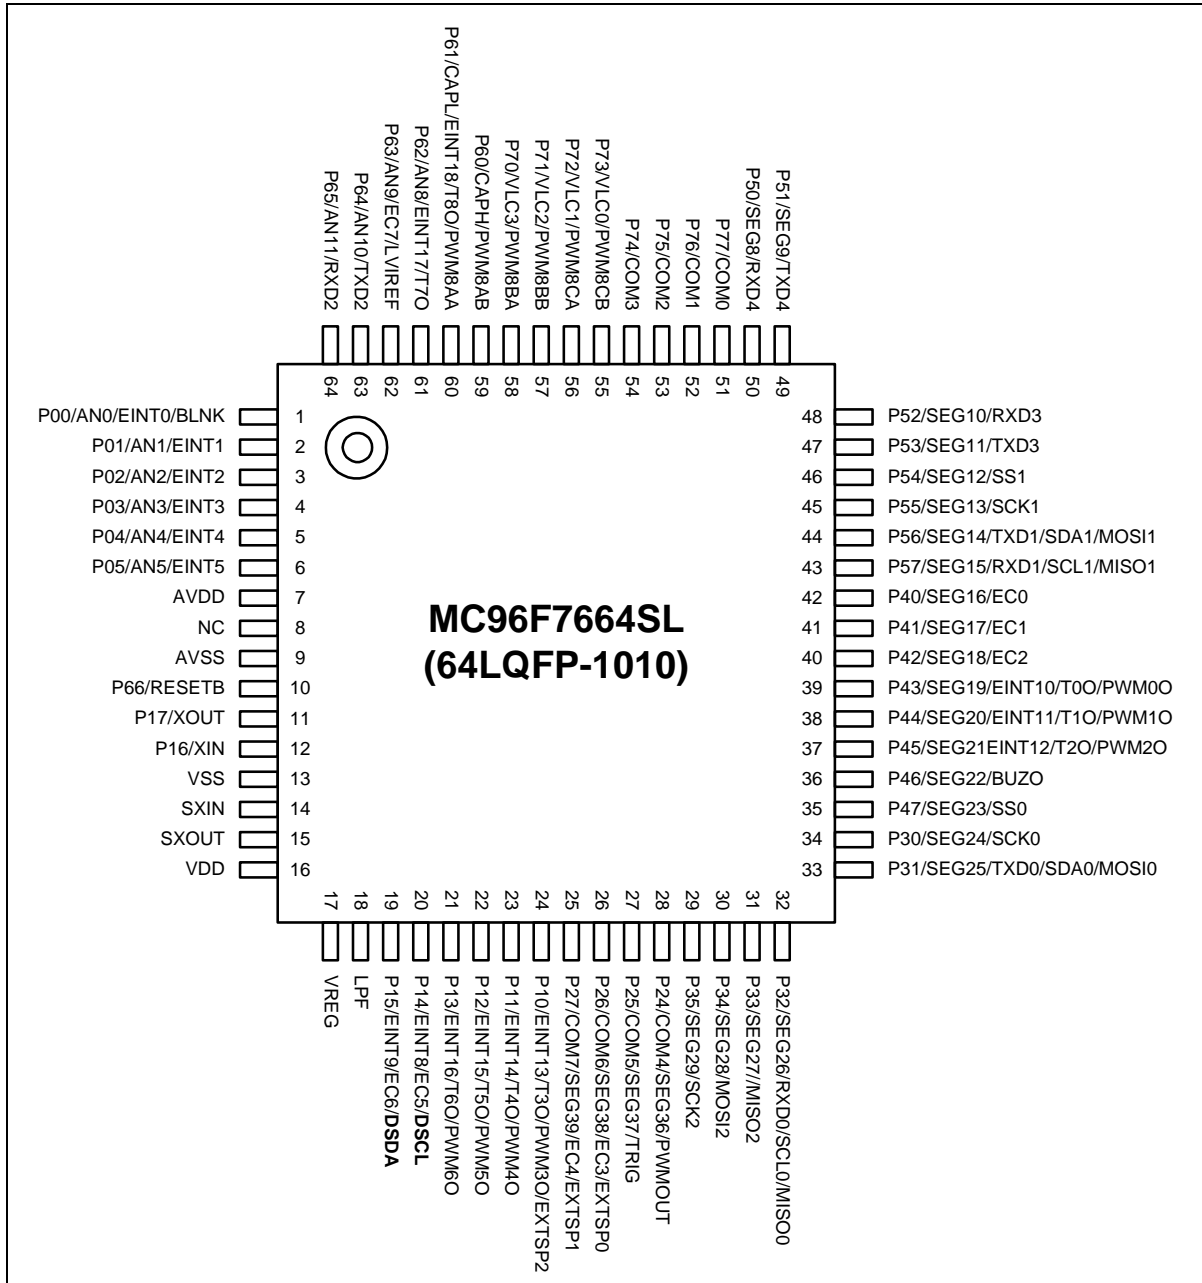 P65/AN11/RXD2
P64/AN10/TXD2
P63/AN9/EC7/LVIREF
P62/AN8/EINT17/T7O
P61/CAPL/EINT18/T8O/PWM8AA
P60/CAPH/PWM8AB
P70/VLC3/PWM8BA
P71/VLC2/PWM8BB
P72/VLC1/PWM8CA
P73/VLC0/PWM8CB
P74/COM3
P75/COM2
P76/COM1
P77/COM0
P50/SEG8/RXD4
P51/SEG9/TXD4
64
63
62
61
60
59
58
57
56
55
54
53
52
51
50
49
P00/AN0/EINT0/BLNK 1
P01/AN1/EINT1 2
P02/AN2/EINT2 3
P03/AN3/EINT3 4
P04/AN4/EINT4 5
P05/AN5/EINT5 6
AVDD 7
NC 8
AVSS 9
P66/RESETB 10
P17/XOUT 11
P16/XIN 12
VSS 13
SXIN 14
SXOUT 15
VDD 16
MC96F7664SL
(64LQFP-1010)
48 P52/SEG10/RXD3
47 P53/SEG11/TXD3
46 P54/SEG12/SS1
45 P55/SEG13/SCK1
44 P56/SEG14/TXD1/SDA1/MOSI1
43 P57/SEG15/RXD1/SCL1/MISO1
42 P40/SEG16/EC0
41 P41/SEG17/EC1
40 P42/SEG18/EC2
39 P43/SEG19/EINT10/T0O/PWM0O
38 P44/SEG20/EINT11/T1O/PWM1O
37 P45/SEG21EINT12/T2O/PWM2O
36 P46/SEG22/BUZO
35 P47/SEG23/SS0
34 P30/SEG24/SCK0
33 P31/SEG25/TXD0/SDA0/MOSI0
17
18
19
20
21
22
23
24
25
26
27
28
29
30
31
32
VREG
LPF
P15/EINT9/EC6/DSDA
P14/EINT8/EC5/DSCL
P13/EINT16/T6O/PWM6O
P12/EINT15/T5O/PWM5O
P11/EINT14/T4O/PWM4O
P10/EINT13/T3O/PWM3O/EXTSP2
P27/COM7/SEG39/EC4/EXTSP1
P26/COM6/SEG38/EC3/EXTSP0
P25/COM5/SEG37/TRIG
P24/COM4/SEG36/PWMOUT
P35/SEG29/SCK2
P34/SEG28/MOSI2
P33/SEG27//MISO2
P32/SEG26/RXD0/SCL0/MISO0